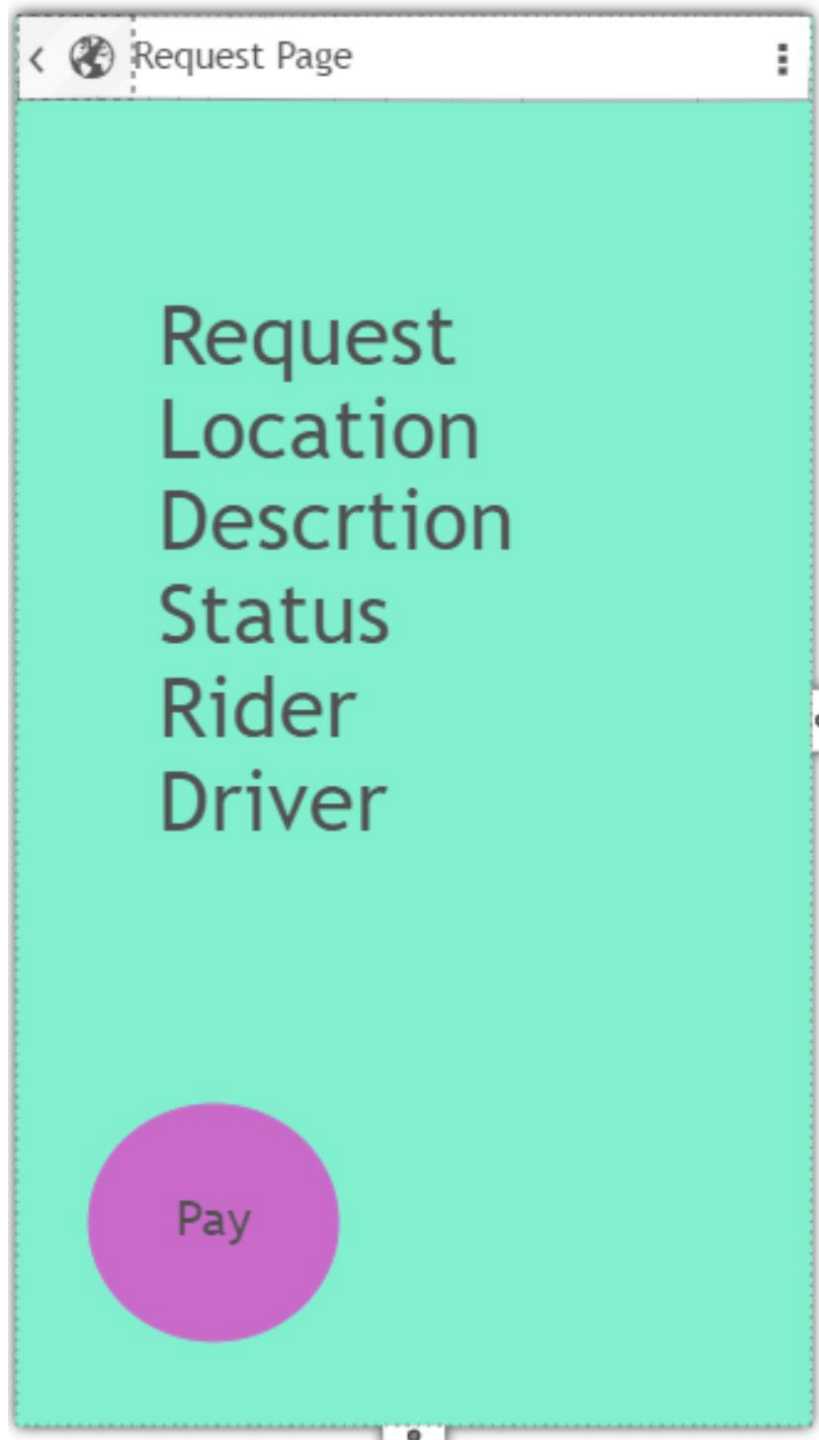 Request Page
Request
Location
Descrtion
Status
Rider
Driver
Pay